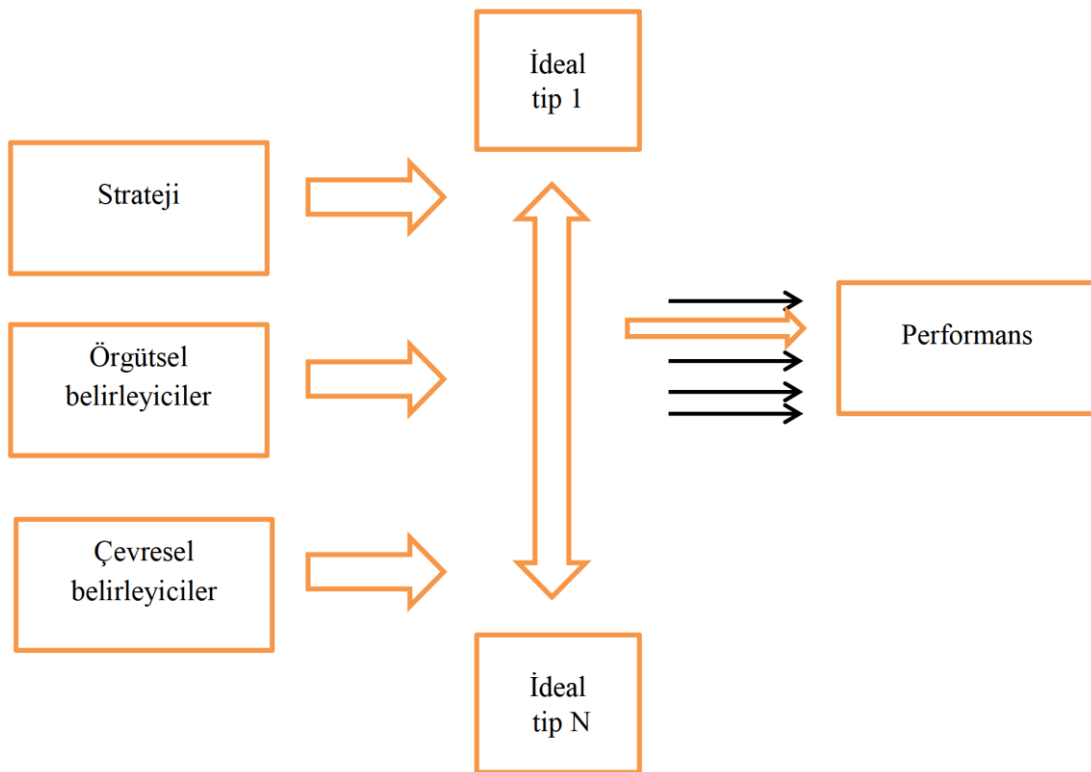 İdeal
tip 1
Strateji
Örgütsel
belirleyiciler
Performans
Çevresel
belirleyiciler
İdeal
tip N